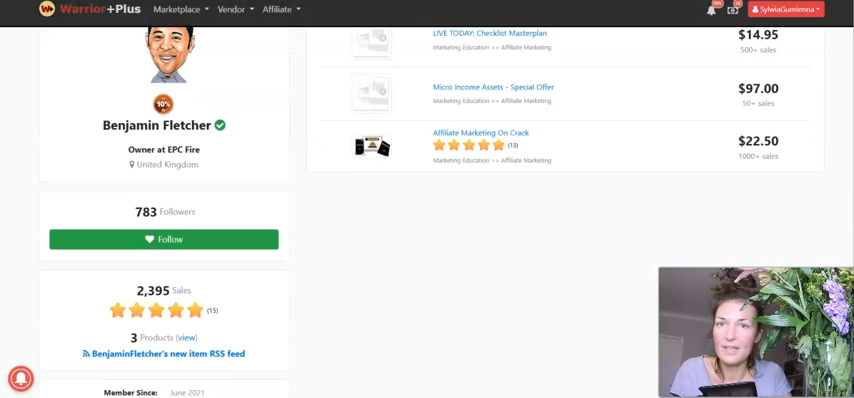 Warrior+Plus
Marketplace
Vendor
Affiliate
SylwiaGumienna
10%
Benjamin Fletcher
Owner at EPC Fire
United Kingdom
783 Followers
Follow
2,395 Sales
(15)
3 Products (view)
BenjaminFletcher's new item RSS feed
Member Since: June 2021
LIVE TODAY: Checklist Masterplan
Marketing Education >> Affiliate Marketing
$14.95
500+ sales
Micro Income Assets - Special Offer
Marketing Education >> Affiliate Marketing
$97.00
50+ sales
Affiliate Marketing On Crack
(13)
Marketing Education >> Affiliate Marketing
$22.50
1000+ sales